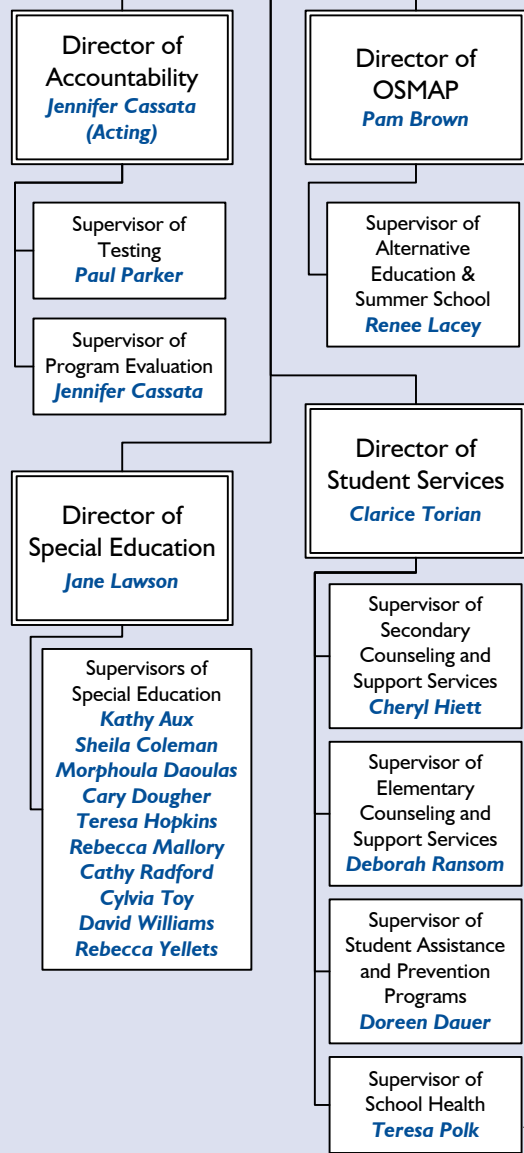 Director of
Accountability
Jennifer Cassata
(Acting)
Supervisor of
Testing
Paul Parker
Supervisor of
Program Evaluation
Jennifer Cassata
Director of
OSMAP
Pam Brown
Supervisor of
Alternative
Education &
Summer School
Renee Lacey
Director of
Special Education
Jane Lawson
Supervisors of
Special Education
Kathy Aux
Sheila Coleman
Morphoula Daoulas
Cary Dougher
Teresa Hopkins
Rebecca Mallory
Cathy Radford
Cylvia Toy
David Williams
Rebecca Yellets
Director of
Student Services
Clarice Torian
Supervisor of
Secondary
Counseling and
Support Services
Cheryl Hiett
Supervisor of
Elementary
Counseling and
Support Services
Deborah Ransom
Supervisor of
Student Assistance
and Prevention
Programs
Doreen Dauer
Supervisor of
School Health
Teresa Polk